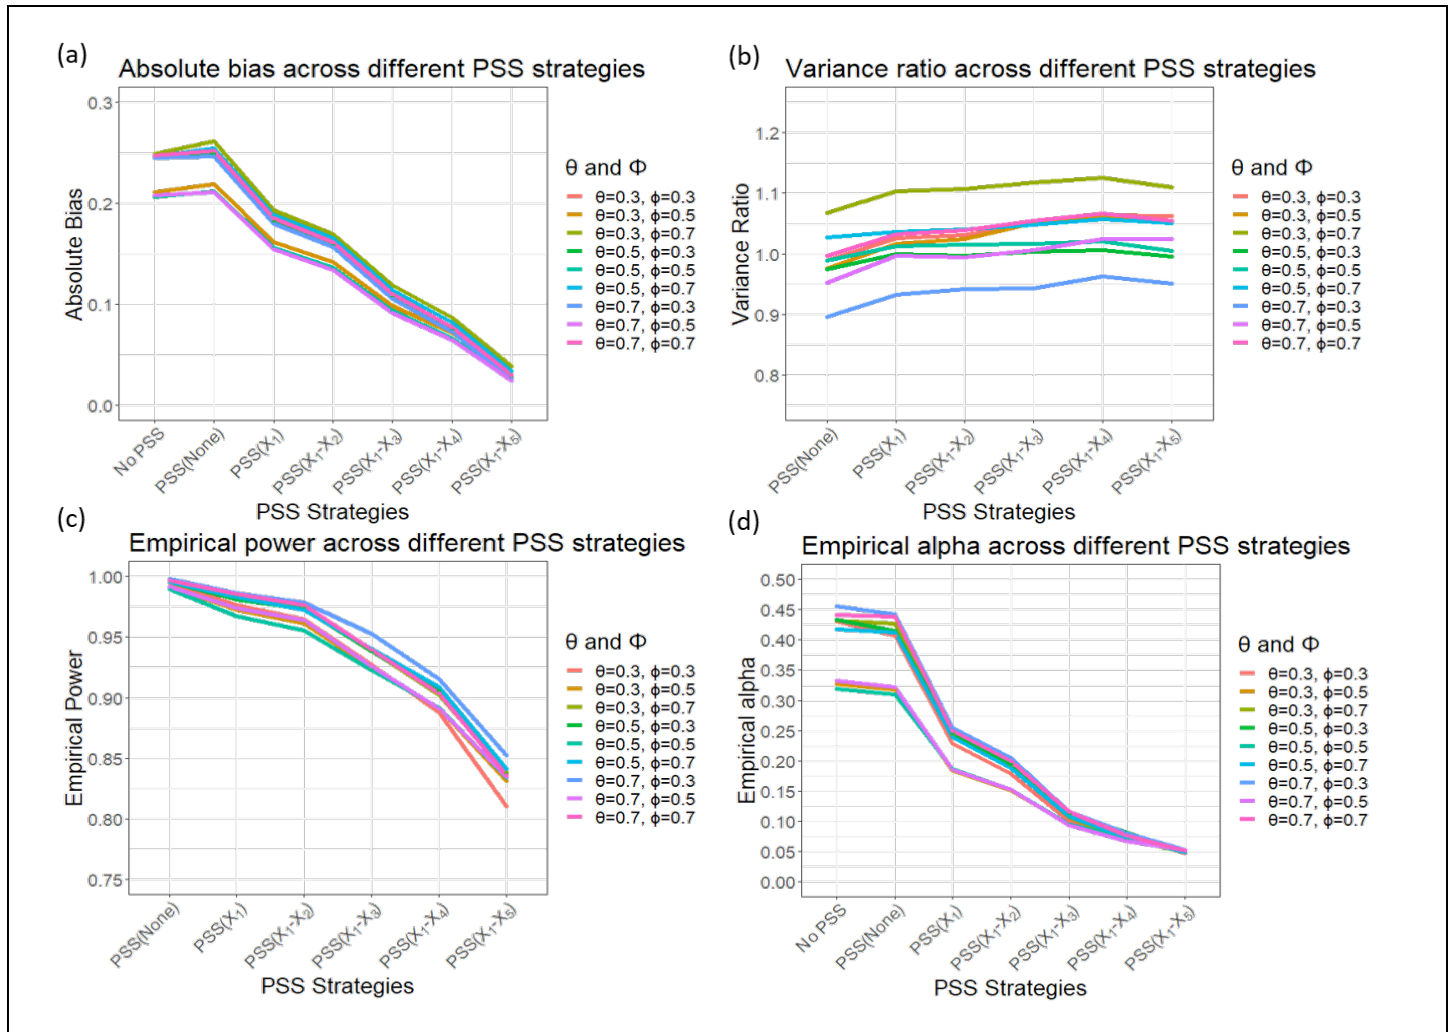 (a)
Absolute bias across different PSS strategies
0.3
0.2
0.1
0.0
Absolute Bias
No PSS
PSS(None)
PSS(X₁)
PSS(X₁-X₂)
PSS(X₁-X₃)
PSS(X₁-X₄)
PSS(X₁-X₅)
PSS Strategies
θ and Φ
θ=0.3, ϕ=0.3
θ=0.3, ϕ=0.5
θ=0.3, ϕ=0.7
θ=0.5, ϕ=0.3
θ=0.5, ϕ=0.5
θ=0.5, ϕ=0.7
θ=0.7, ϕ=0.3
θ=0.7, ϕ=0.5
θ=0.7, ϕ=0.7
(b)
Variance ratio across different PSS strategies
1.2
1.1
1.0
0.9
0.8
Variance Ratio
PSS(None)
PSS(X₁)
PSS(X₁-X₂)
PSS(X₁-X₃)
PSS(X₁-X₄)
PSS(X₁-X₅)
PSS Strategies
θ and Φ
θ=0.3, ϕ=0.3
θ=0.3, ϕ=0.5
θ=0.3, ϕ=0.7
θ=0.5, ϕ=0.3
θ=0.5, ϕ=0.5
θ=0.5, ϕ=0.7
θ=0.7, ϕ=0.3
θ=0.7, ϕ=0.5
θ=0.7, ϕ=0.7
(c)
Empirical power across different PSS strategies
1.00
0.95
0.90
0.85
0.80
0.75
Empirical Power
PSS(None)
PSS(X₁)
PSS(X₁-X₂)
PSS(X₁-X₃)
PSS(X₁-X₄)
PSS(X₁-X₅)
PSS Strategies
θ and Φ
θ=0.3, ϕ=0.3
θ=0.3, ϕ=0.5
θ=0.3, ϕ=0.7
θ=0.5, ϕ=0.3
θ=0.5, ϕ=0.5
θ=0.5, ϕ=0.7
θ=0.7, ϕ=0.3
θ=0.7, ϕ=0.5
θ=0.7, ϕ=0.7
(d)
Empirical alpha across different PSS strategies
0.50
0.45
0.40
0.35
0.30
0.25
0.20
0.15
0.10
0.05
0.00
Empirical alpha
No PSS
PSS(None)
PSS(X₁)
PSS(X₁-X₂)
PSS(X₁-X₃)
PSS(X₁-X₄)
PSS(X₁-X₅)
PSS Strategies
θ and Φ
θ=0.3, ϕ=0.3
θ=0.3, ϕ=0.5
θ=0.3, ϕ=0.7
θ=0.5, ϕ=0.3
θ=0.5, ϕ=0.5
θ=0.5, ϕ=0.7
θ=0.7, ϕ=0.3
θ=0.7, ϕ=0.5
θ=0.7, ϕ=0.7